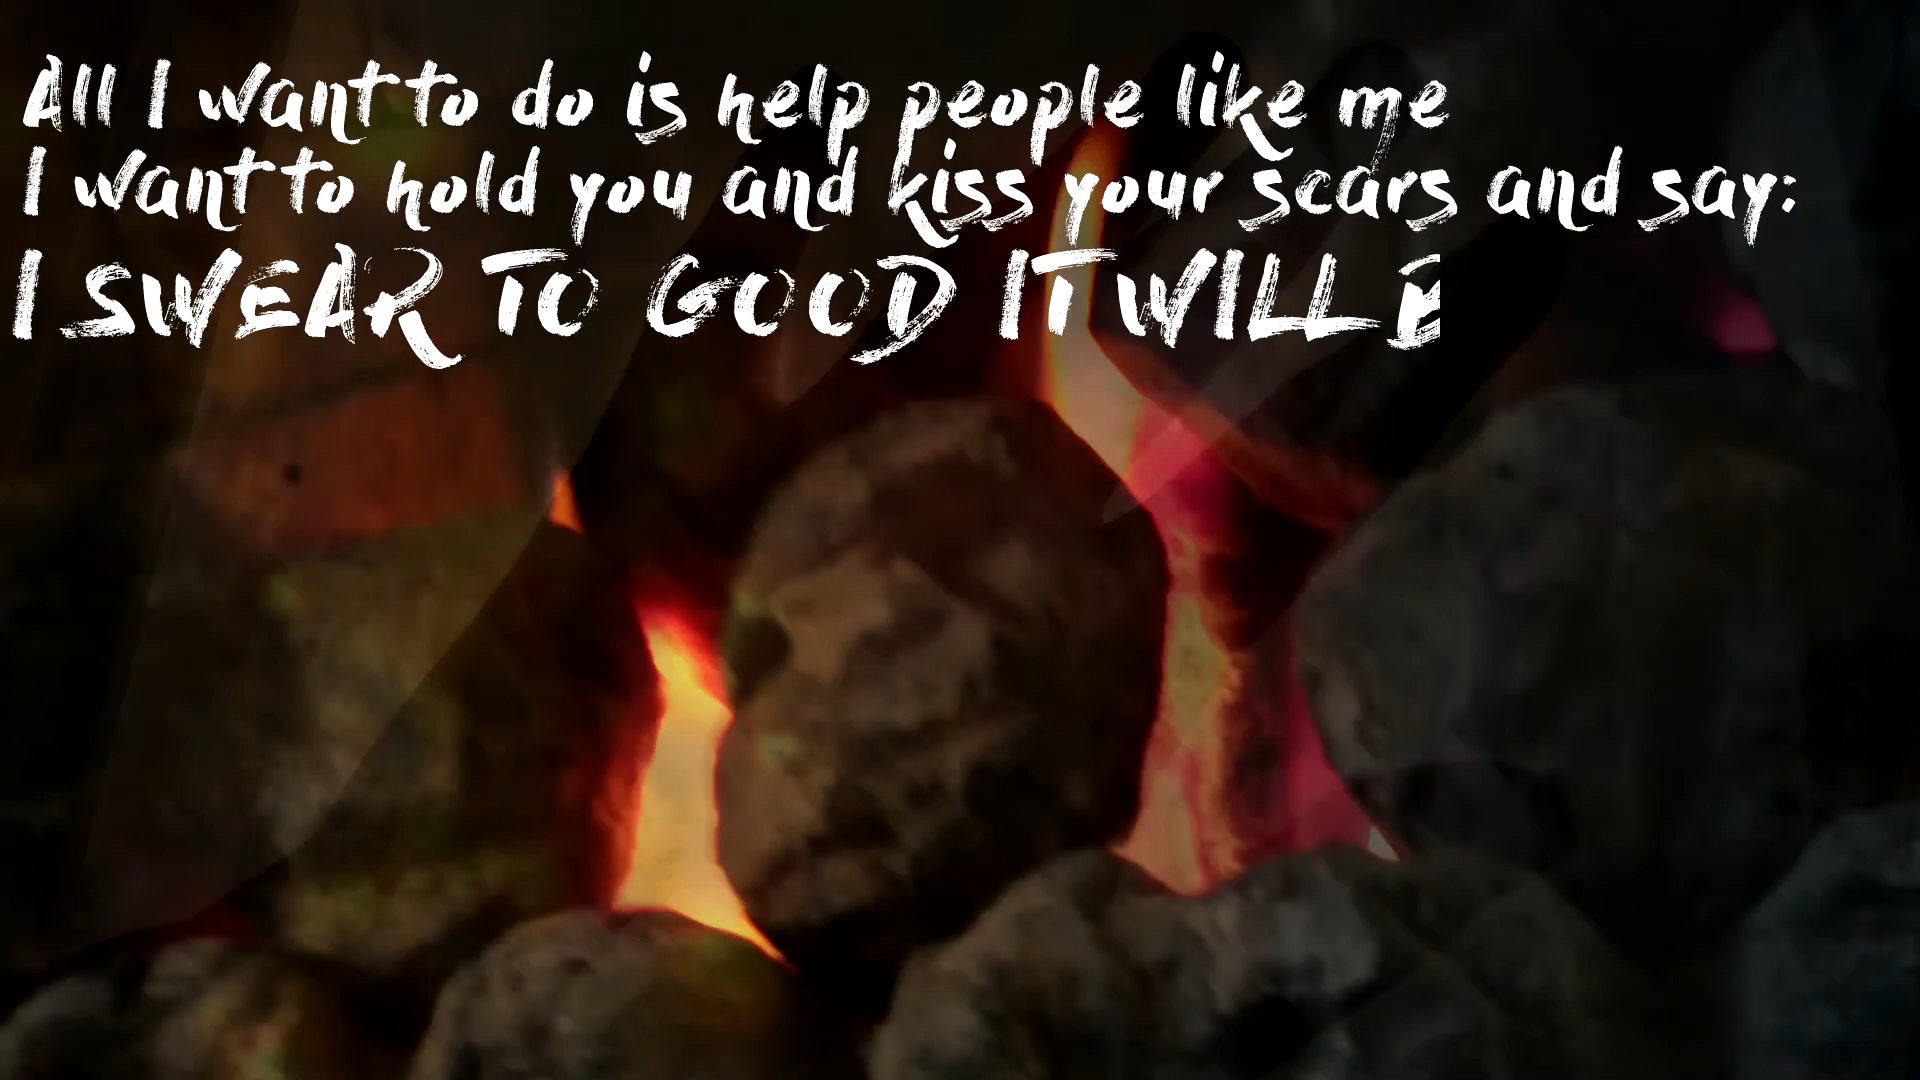 All I want to do is help people like me
I want to hold you and kiss your scars and say:
I SWEAR TO GOOD IT WILL